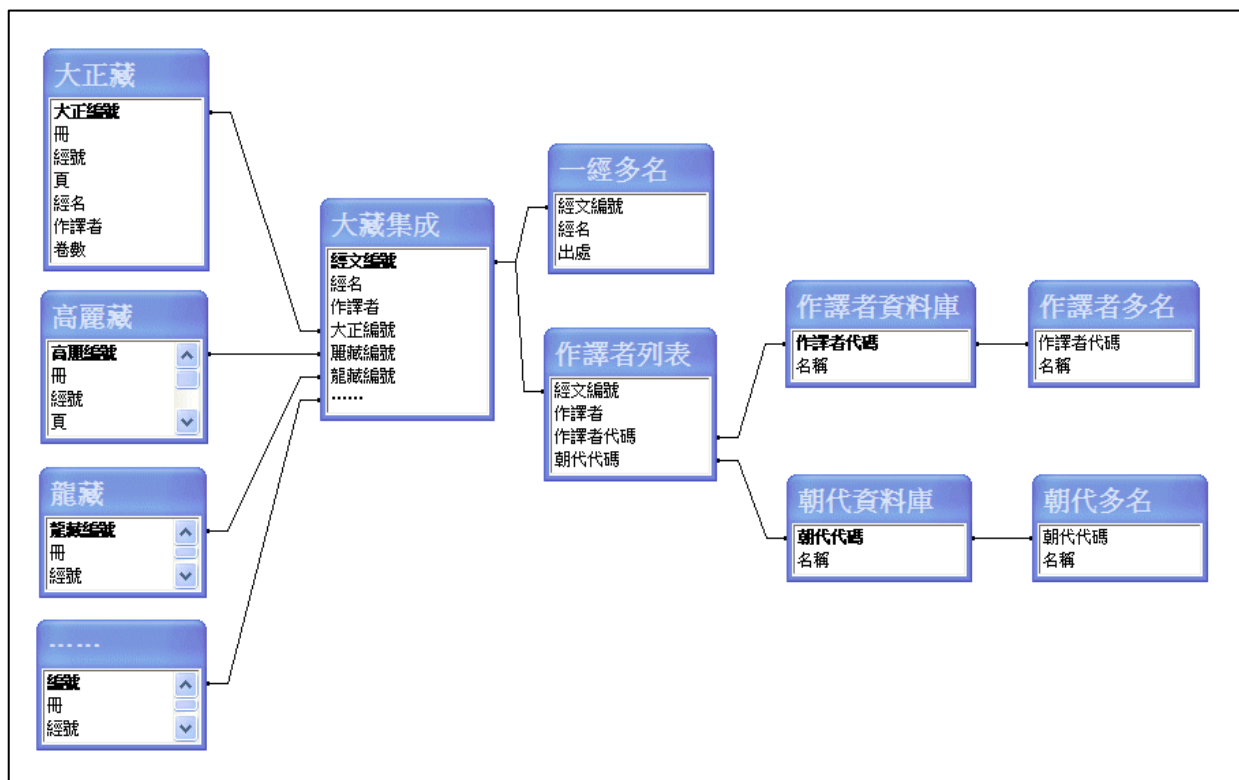 大正藏
大正編號
冊
經號
頁
經名
作譯者
卷數
高麗藏
高麗編號
冊
經號
頁
龍藏
龍藏編號
冊
經號
……
編號
冊
經號
大藏集成
經文編號
經名
作譯者
大正編號
麗藏編號
龍藏編號
……
一經多名
經文編號
經名
出處
作譯者列表
經文編號
作譯者
作譯者代碼
朝代代碼
作譯者資料庫
作譯者代碼
名稱
作譯者多名
作譯者代碼
名稱
朝代資料庫
朝代代碼
名稱
朝代多名
朝代代碼
名稱